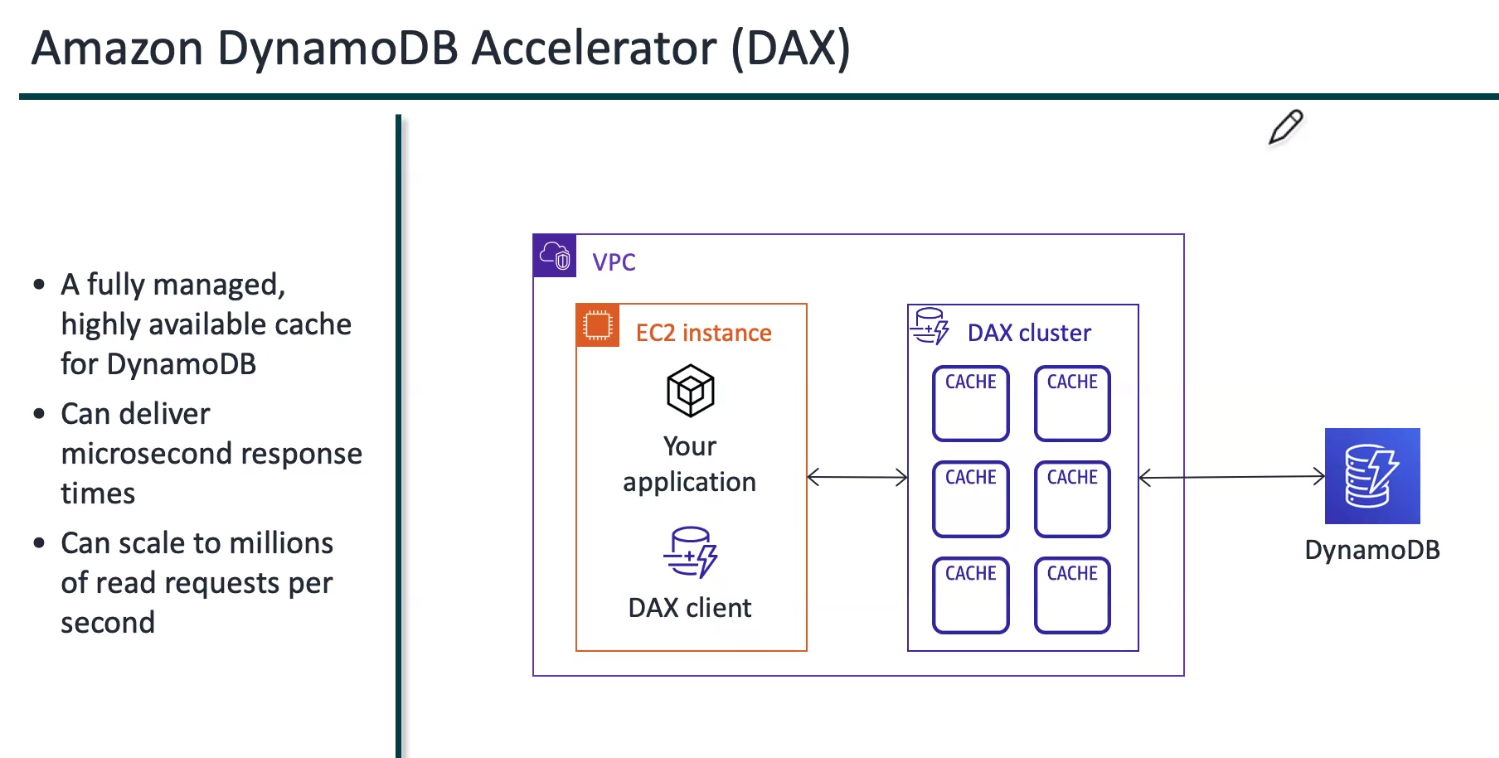 Amazon DynamoDB Accelerator (DAX)
• A fully managed,
highly available cache
for DynamoDB
• Can deliver
microsecond response
times
• Can scale to millions
of read requests per
second
VPC
EC2 instance
Your
application
DAX client
DAX cluster
CACHE CACHE
CACHE CACHE
CACHE CACHE
DynamoDB